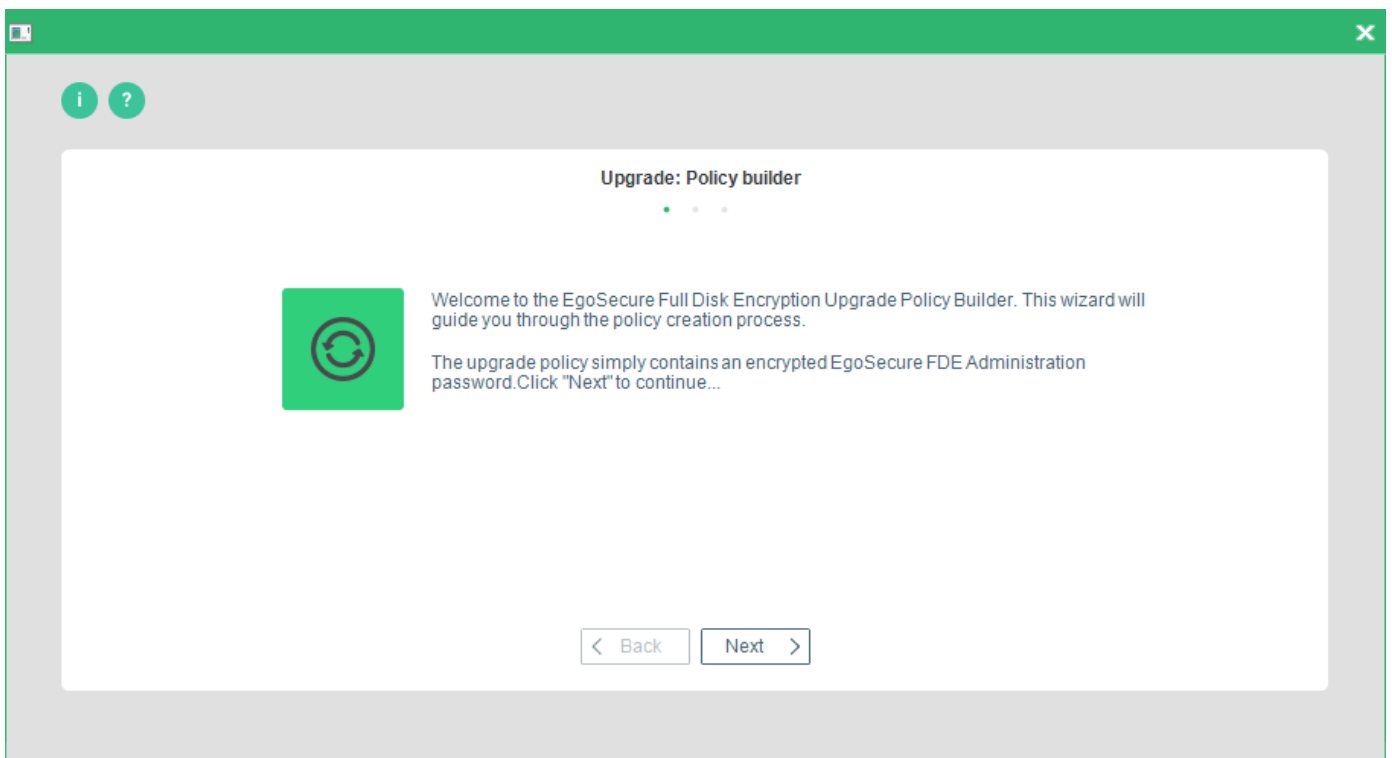 i ?
Upgrade: Policy builder
Welcome to the EgoSecure Full Disk Encryption Upgrade Policy Builder. This wizard will
guide you through the policy creation process.
The upgrade policy simply contains an encrypted EgoSecure FDE Administration
password.Click "Next" to continue...
Back Next